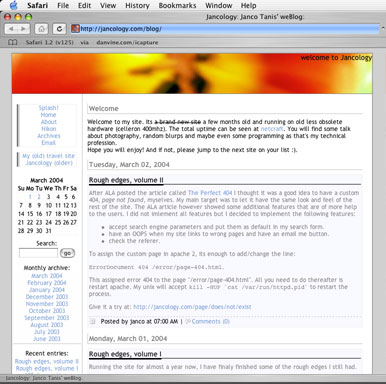 Safari File Edit View History Bookmarks Window Help
Jancology: Janco Tanis' weBlog:
http://jancology.com/blog/
Safari 1.2 (v125) via danvine.com/icapture
welcome to Jancology
Splash!
Home
About
Nikon
Archives
Email
My (old) travel site
Jancology (older)
March 2004
Su Mo Tu We Th Fr Sa
1 2 3 4 5 6
7 8 9 10 11 12 13
14 15 16 17 18 19 20
21 22 23 24 25 26 27
28 29 30 31
Search:
go
Monthly archive:
March 2004
February 2004
January 2004
December 2003
November 2003
October 2003
September 2003
August 2003
July 2003
June 2003
Recent entries:
Rough edges, volume II
Rough edges, volume I
Welcome
Welcome to my site. Its a brand new site a few months old and running on old less obsolete
hardware (celleron 400mhz). The total uptime can be seen at netcraft. You will find some talk
about photography, random blurps and maybe even some programming as that's my technical
profession.
Hope you will enjoy! And if not, please jump to the next site on your list :).
Tuesday, March 02, 2004
Rough edges, volume II
After ALA posted the article called The Perfect 404 I thought it was a good idea to have a custom
404, page not found, myselves. My main target was to let it have the same look and feel of the
rest of the site. The ALA article however showed some additional features that are of more help
to the users. I did not imlement all features but I decided to implement the following features:
accept search engine parameters and put them as default in my search form.
have an OOPS when my site links to wrong pages and have an email me button.
check the referer.
To assign the custom page in apache 2, its enough to add/change the line:
ErrorDocument 404 /error/page-404.html.
This assigned error 404 to the page "/error/page-404.html". All you need to do thereafter is
restart apache. My unix will accept kill -HUP `cat /var/run/httpd.pid` to restart the
process.
Give it a try at: http://jancology.com/page/does/not/exist
Posted by Janco at 07:00 AM | Comments (0)
Monday, March 01, 2004
Rough edges, volume I
Running the site for almost a year now, I have finaly finished some of the rough edges I still had.
Jancology: Janco Tanis' weBlog